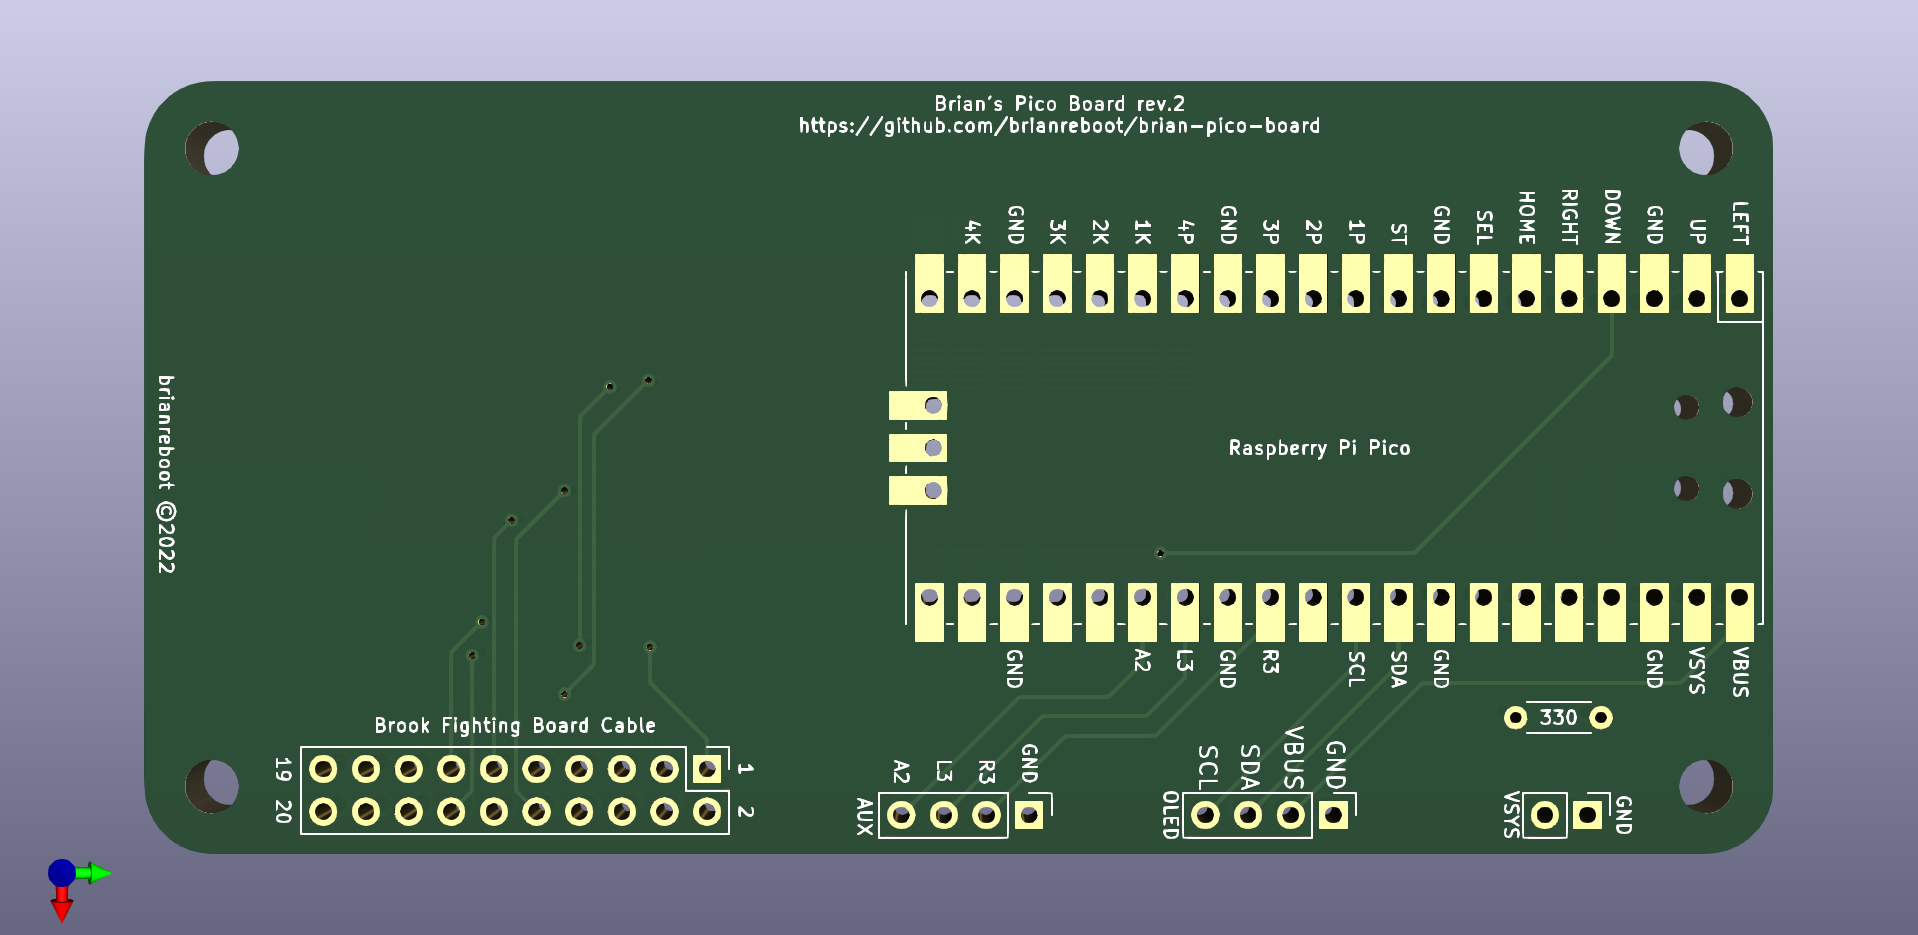 Brian's Pico Board rev.2
https://github.com/brianreboot/brian-pico-board
4K GND 3K 2K 1K 4P GND 3P 2P 1P ST GND SEL HOME RIGHT DOWN GND UP LEFT
brianreboot ©2022
Raspberry Pi Pico
GND A2 L3 GND R3 SCL SDA GND GND VSYS VBUS
330
Brook Fighting Board Cable
19 1
20 2
A2 L3 R3 GND
AUX
SCL SDA VBUS GND
OLED
VSYS GND